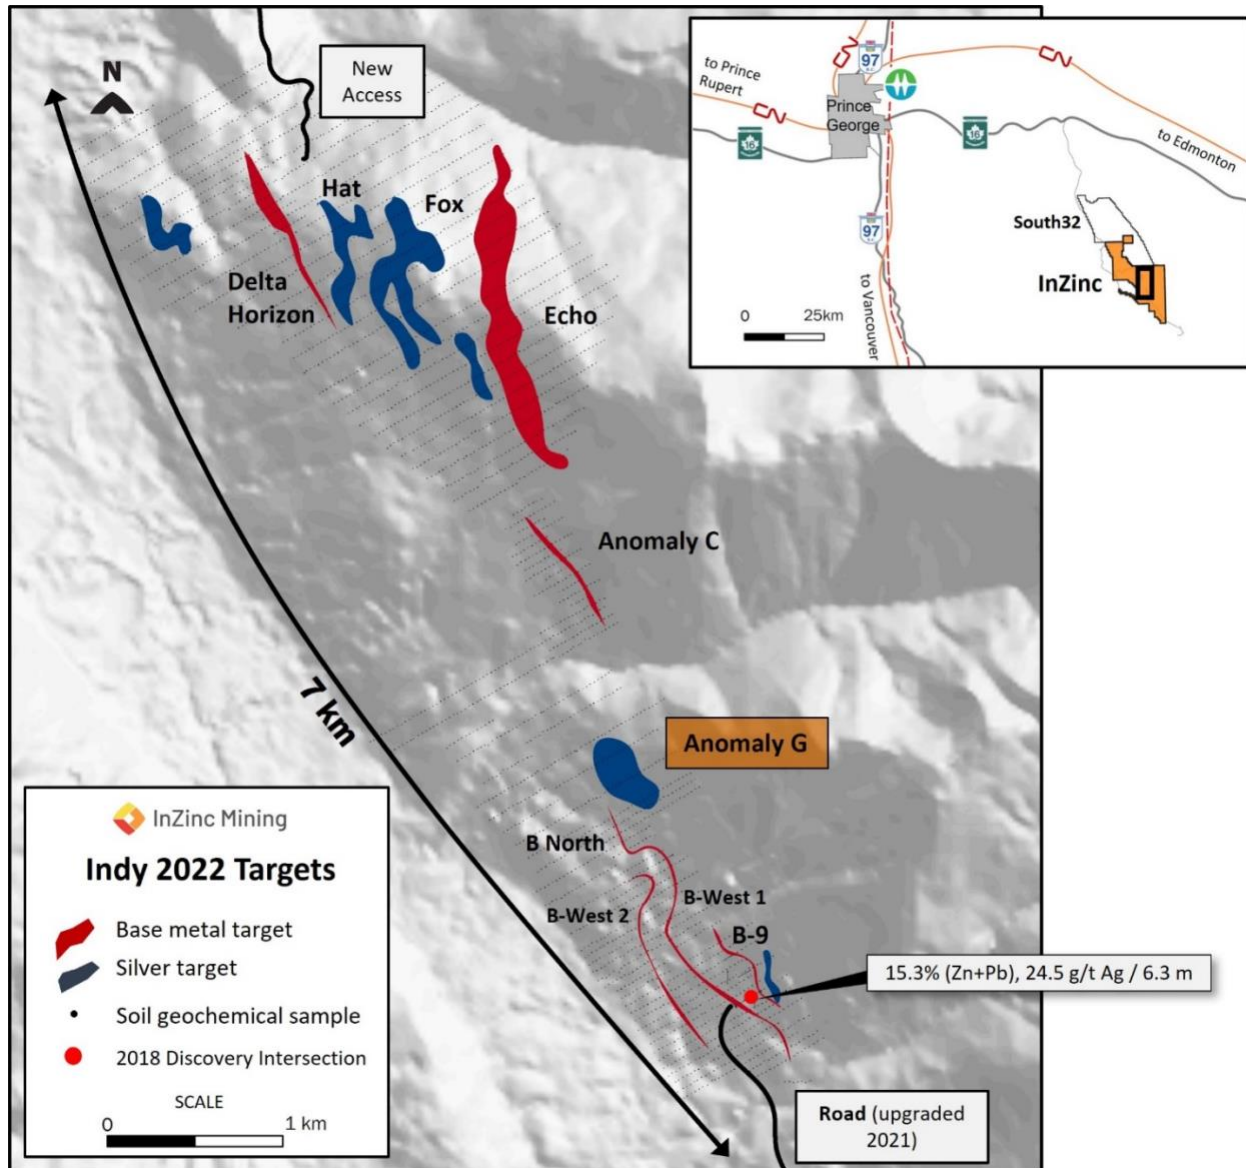 N
New
Access
Hat
Fox
Delta
Horizon
Echo
Anomaly C
7 km
Anomaly G
B North
B-West 1
B-West 2
B-9
15.3% (Zn+Pb), 24.5 g/t Ag / 6.3 m
Road (upgraded
2021)
InZinc Mining
Indy 2022 Targets
Base metal target
Silver target
Soil geochemical sample
2018 Discovery Intersection
SCALE
0
1 km
to Prince
Rupert
CN
97
CN
Prince
George
CN
16
16
to Edmonton
97
to Vancouver
South32
InZinc
0
25km